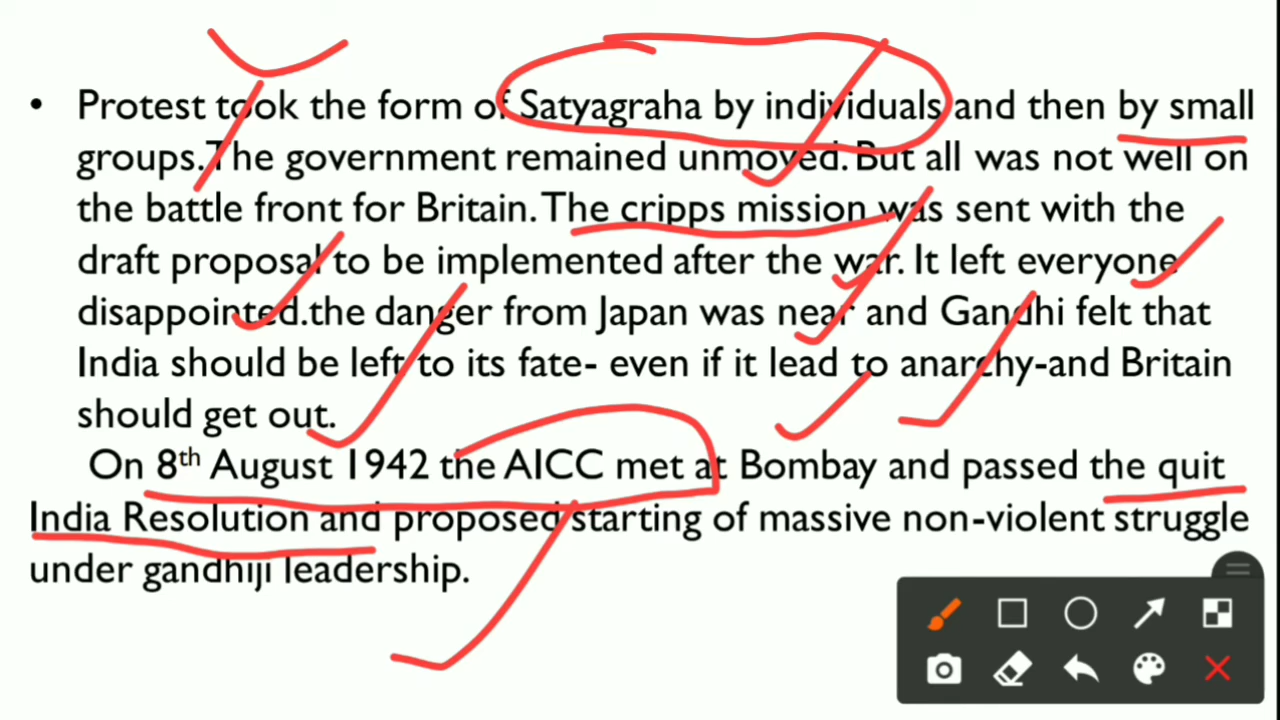 • Protest took the form of Satyagraha by individuals and then by small
groups. The government remained unmoved. But all was not well on
the battle front for Britain. The cripps mission was sent with the
draft proposal to be implemented after the war. It left everyone
disappointed.the danger from Japan was near and Gandhi felt that
India should be left to its fate- even if it lead to anarchy-and Britain
should get out.
On 8th August 1942 the AICC met at Bombay and passed the quit
India Resolution and proposed starting of massive non-violent struggle
under gandhiji leadership.